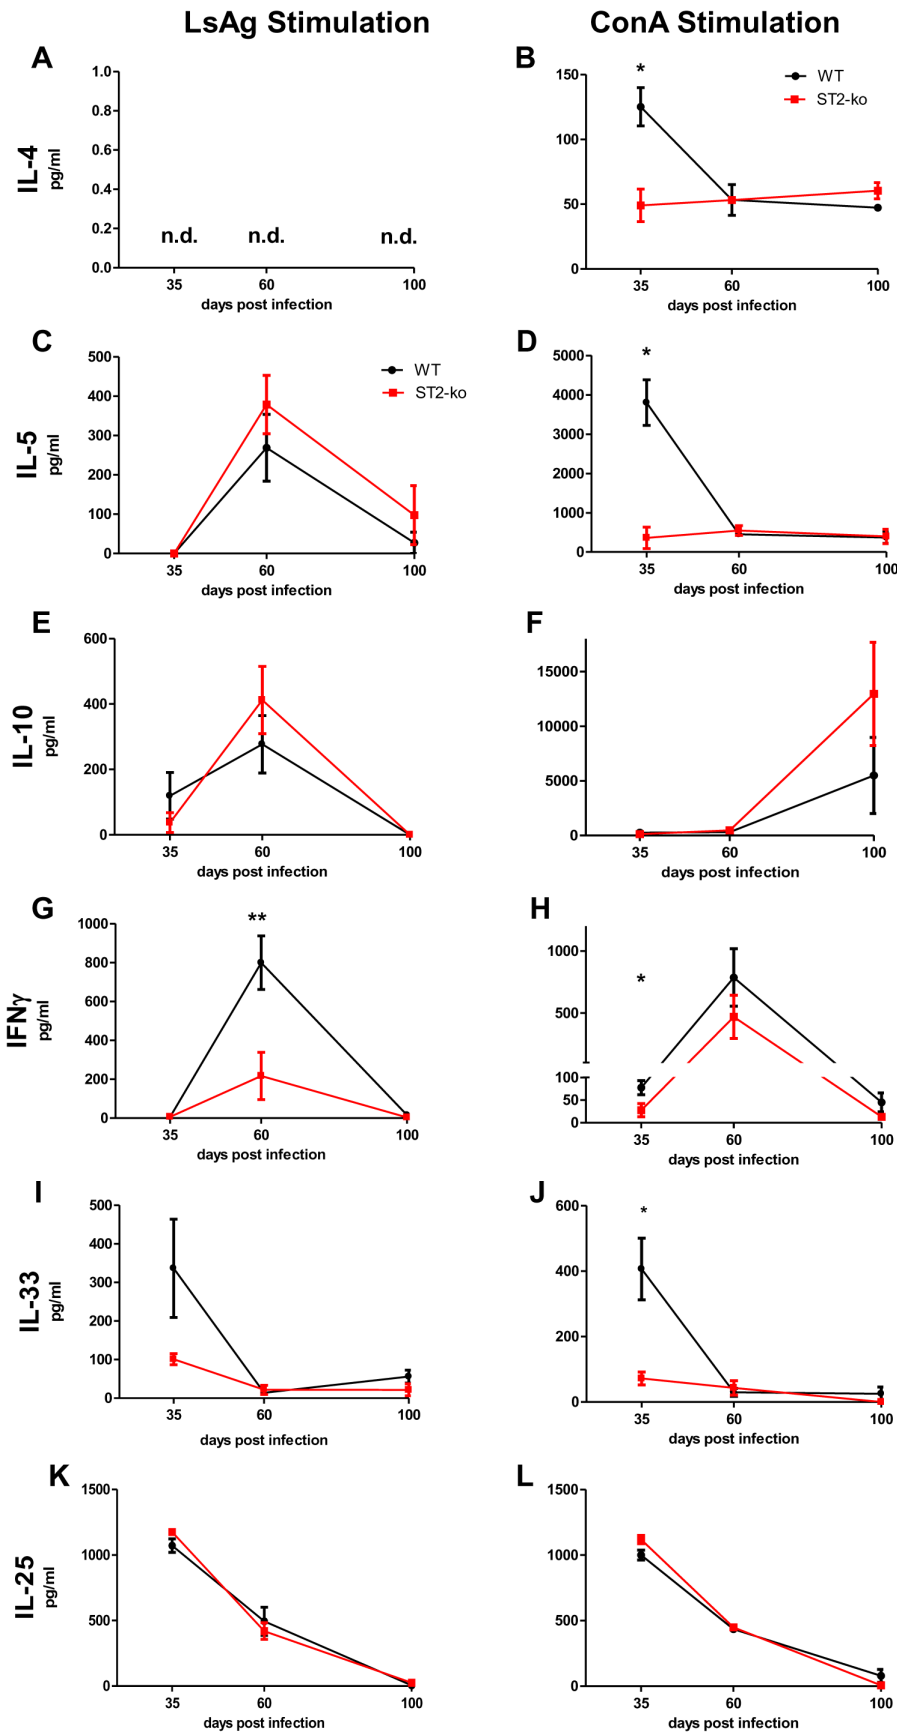 LsAg Stimulation
ConA Stimulation
A
IL-4
pg/ml
1.0
0.8
0.6
0.4
0.2
0.0
n.d.
n.d.
n.d.
35
60
100
days post infection
B
150
100
50
0
*
WT
ST2-ko
35
60
100
days post infection
C
IL-5
pg/ml
500
400
300
200
100
0
WT
ST2-ko
35
60
100
days post infection
D
5000
4000
3000
2000
1000
0
*
35
60
100
days post infection
E
IL-10
pg/ml
600
400
200
0
35
60
100
days post infection
F
15000
10000
5000
0
35
60
100
days post infection
G
IFNγ
pg/ml
1000
800
600
400
200
0
**
35
60
100
days post infection
H
1000
500
100
50
0
*
35
60
100
days post infection
I
IL-33
pg/ml
500
400
300
200
100
0
35
60
100
days post infection
J
600
400
200
0
*
35
60
100
days post infection
K
IL-25
pg/ml
1500
1000
500
0
35
60
100
days post infection
L
1500
1000
500
0
35
60
100
days post infection